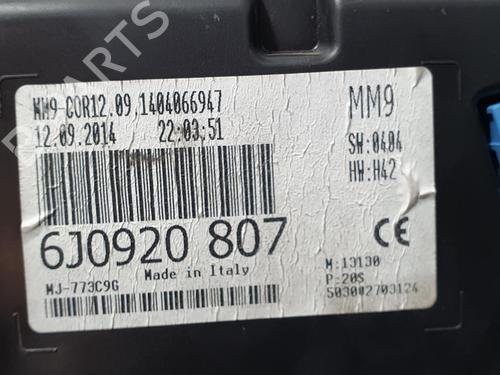 MM9-COR12.09.1404066947
12.09.2014 22:03:51
MM9
SW:0404
HW:H42
6J0920 807
Made in Italy
MJ-773C9G
CE
M:13130
P:20S
503002703124